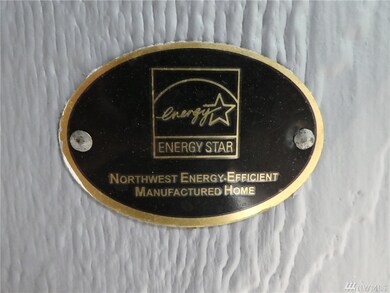 energy
ENERGY STAR
NORTHWEST ENERGY-EFFICIENT
MANUFACTURED HOME